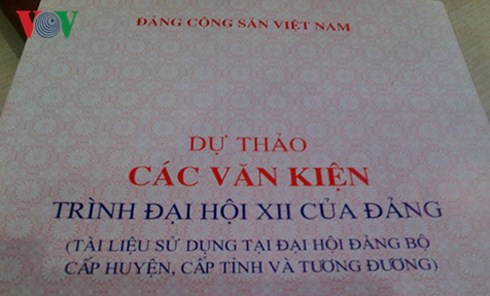 VOV
ĐẢNG CỘNG SẢN VIỆT NAM
DỰ THẢO
CÁC VĂN KIỆN
TRÌNH ĐẠI HỘI XII CỦA ĐẢNG
(TÀI LIỆU SỬ DỤNG TẠI ĐẠI HỘI ĐẢNG BỘ
CẤP HUYỆN, CẤP TỈNH VÀ TƯƠNG ĐƯƠNG)